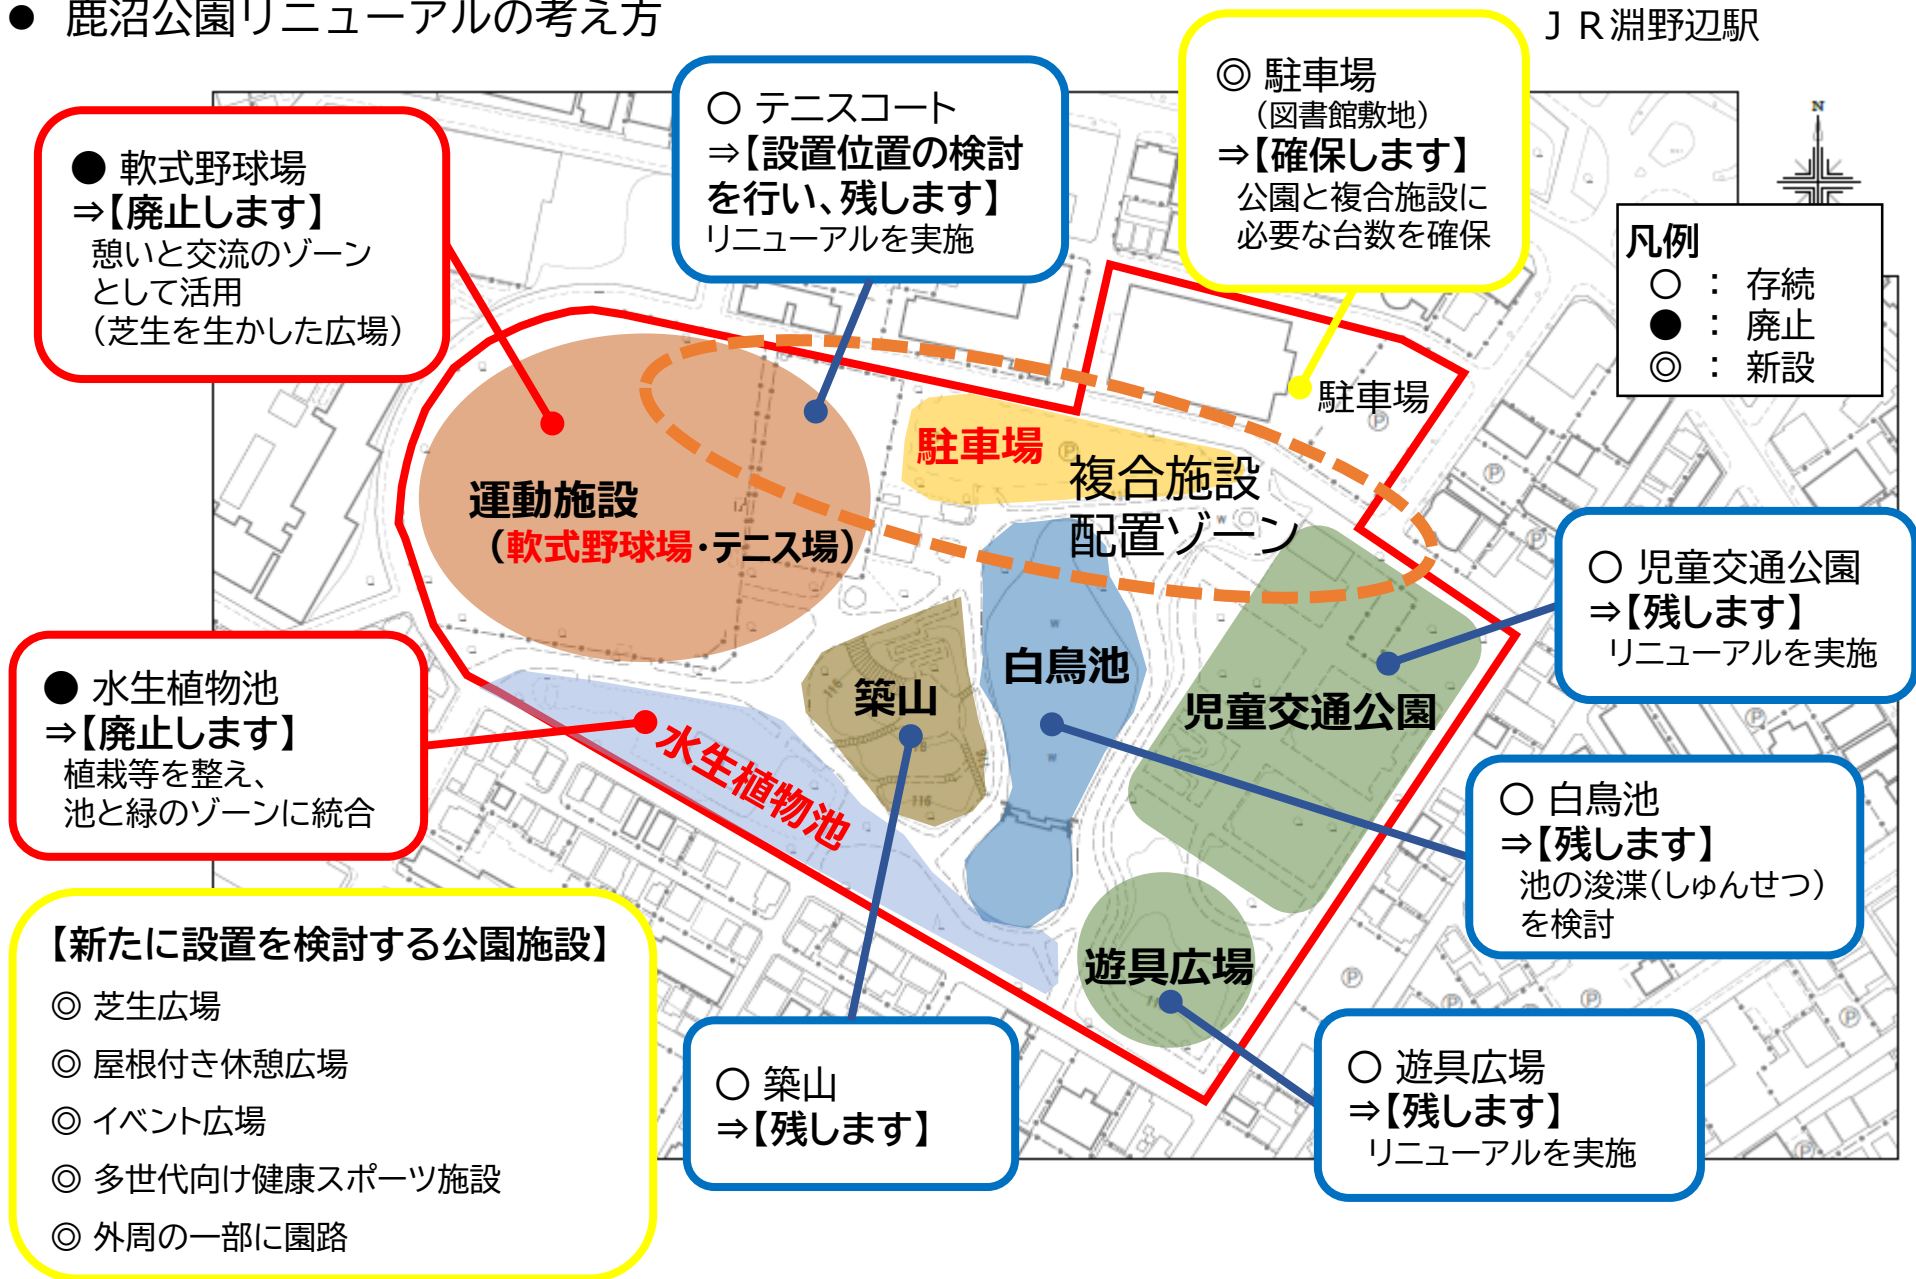 ● 鹿沼公園リニューアルの考え方
ＪＲ淵野辺駅
● 軟式野球場
⇒【廃止します】
憩いと交流のゾーン
として活用
（芝生を生かした広場）
○ テニスコート
⇒【設置位置の検討
を行い、残します】
リニューアルを実施
◎ 駐車場
（図書館敷地）
⇒【確保します】
公園と複合施設に
必要な台数を確保
N
凡例
○ ： 存続
● ： 廃止
◎ ： 新設
駐車場
駐車場
複合施設
配置ゾーン
運動施設
（軟式野球場・テニス場）
○ 児童交通公園
⇒【残します】
リニューアルを実施
● 水生植物池
⇒【廃止します】
植栽等を整え、
池と緑のゾーンに統合
築山
白鳥池
児童交通公園
水生植物池
○ 白鳥池
⇒【残します】
池の浚渫（しゅんせつ）
を検討
遊具広場
【新たに設置を検討する公園施設】
◎ 芝生広場
◎ 屋根付き休憩広場
◎ イベント広場
◎ 多世代向け健康スポーツ施設
◎ 外周の一部に園路
○ 築山
⇒【残します】
○ 遊具広場
⇒【残します】
リニューアルを実施